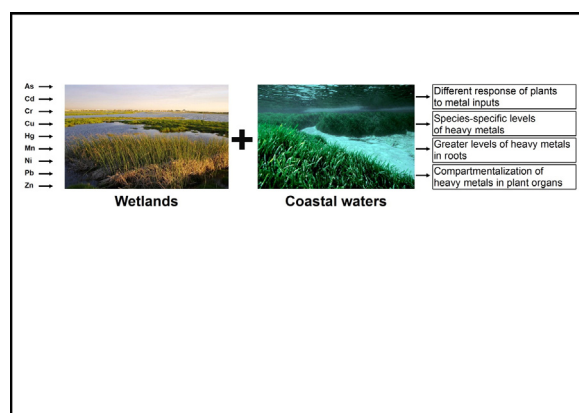 As
Cd
Cr
Cu
Hg
Mn
Ni
Pb
Zn
+
Wetlands
Coastal waters
Different response of plants
to metal inputs
Species-specific levels
of heavy metals
Greater levels of heavy metals
in roots
Compartmentalization of
heavy metals in plant organs